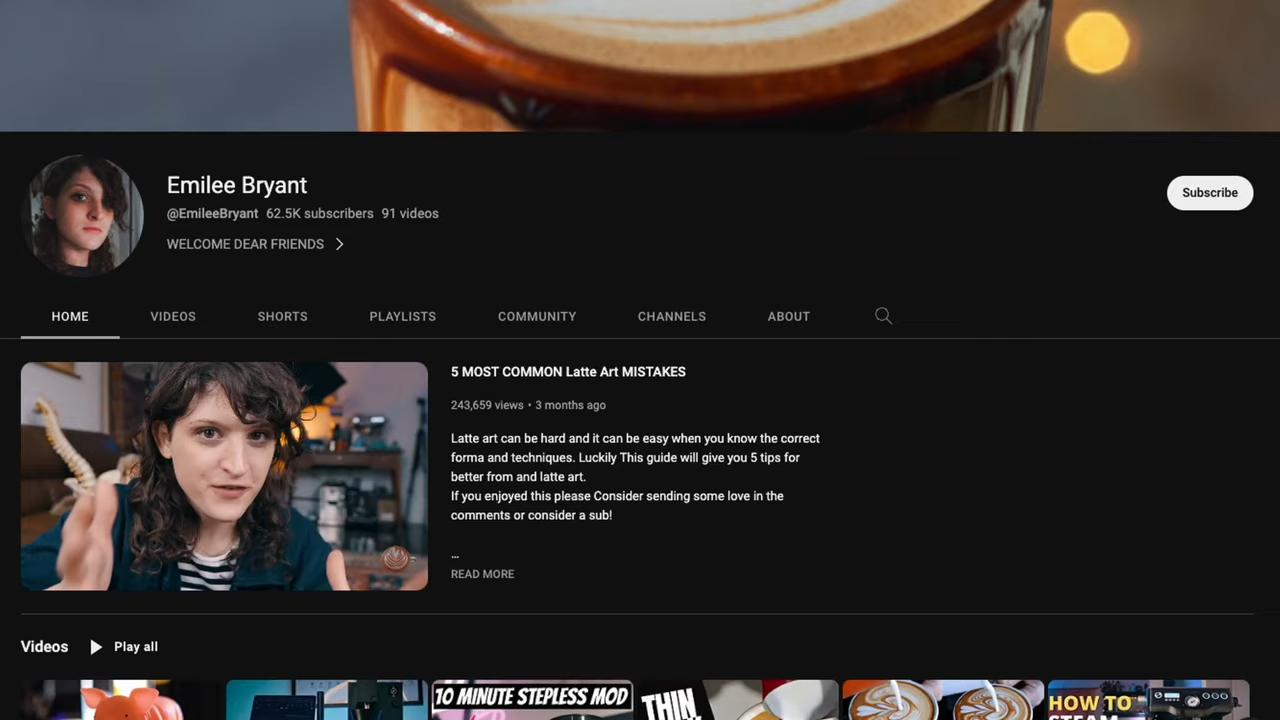 Emilee Bryant
@EmileeBryant 62.5K subscribers 91 videos
WELCOME DEAR FRIENDS
Subscribe
HOME VIDEOS SHORTS PLAYLISTS COMMUNITY CHANNELS ABOUT
5 MOST COMMON Latte Art MISTAKES
243,659 views • 3 months ago
Latte art can be hard and it can be easy when you know the correct
forma and techniques. Luckily This guide will give you 5 tips for
better from and latte art.
If you enjoyed this please Consider sending some love in the
comments or consider a sub!
...
READ MORE
Videos Play all
10 MINUTE STEPLESS MOD
THIN
HOW TO
STEAM